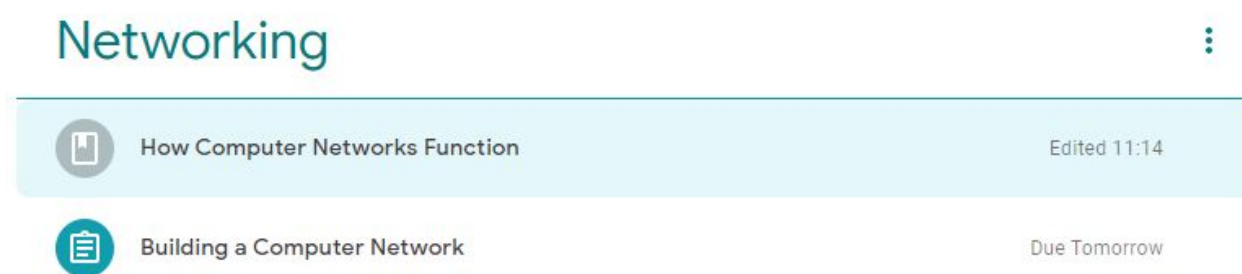 Networking
How Computer Networks Function Edited 11:14
Building a Computer Network Due Tomorrow